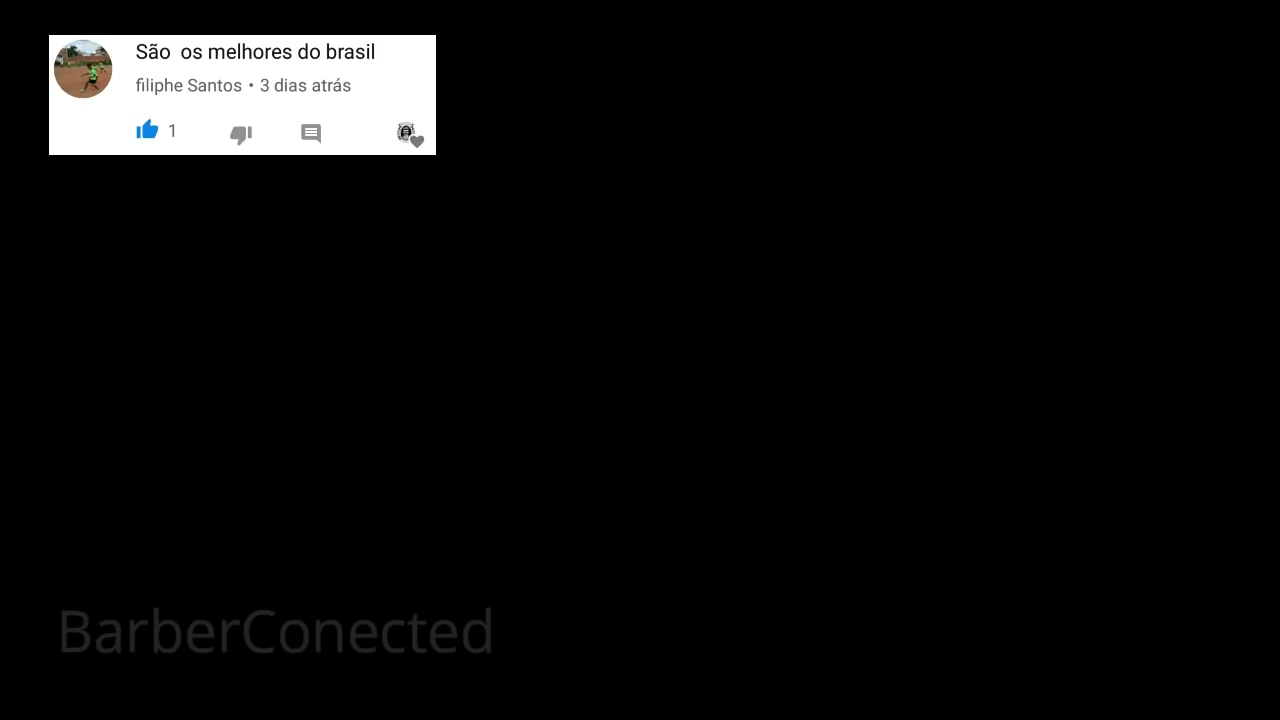 São  os melhores do brasil
filiphe Santos • 3 dias atrás
1
BarberConected